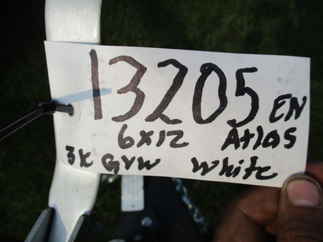 13205 EN
6x12 Atlas
3K GVW White